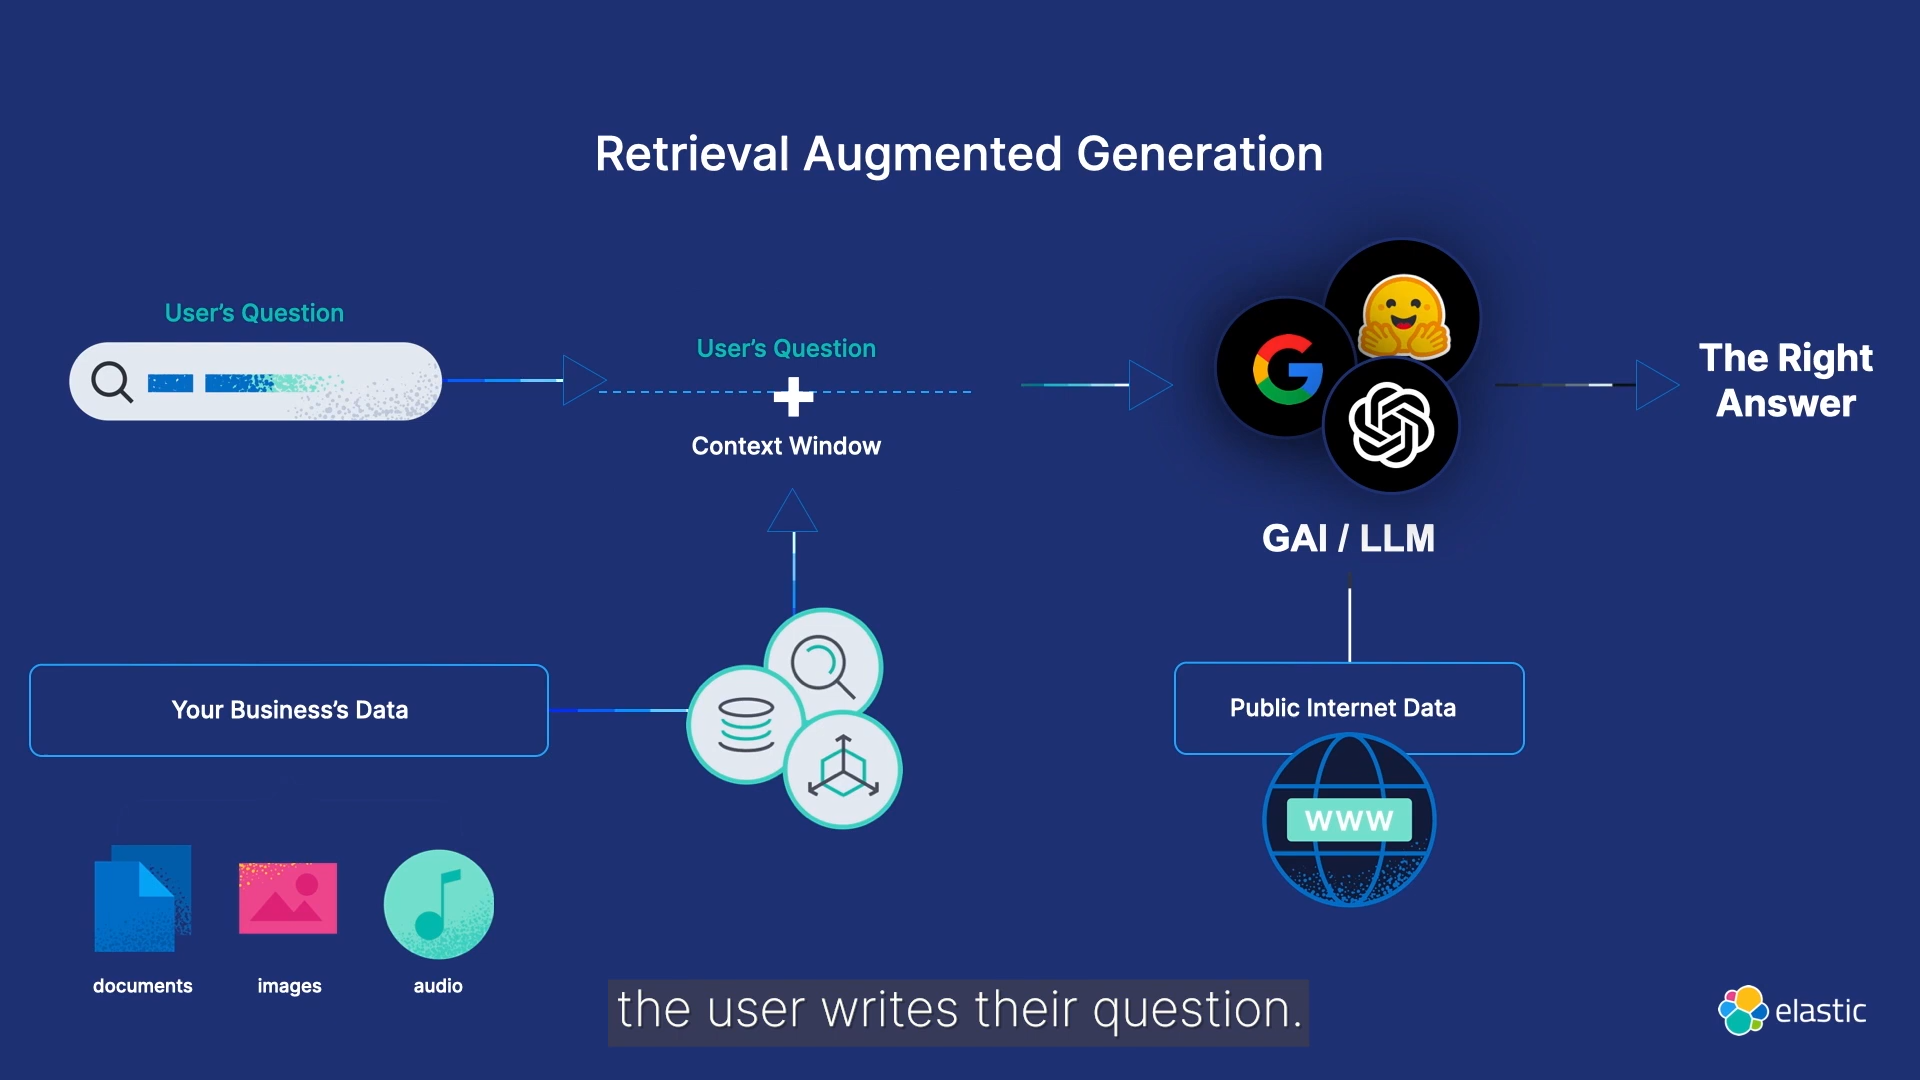 Retrieval Augmented Generation
User’s Question
User’s Question
Context Window
The Right
Answer
GAI / LLM
Your Business’s Data
Public Internet Data
WWW
documents
images
audio
the user writes their question.
elastic